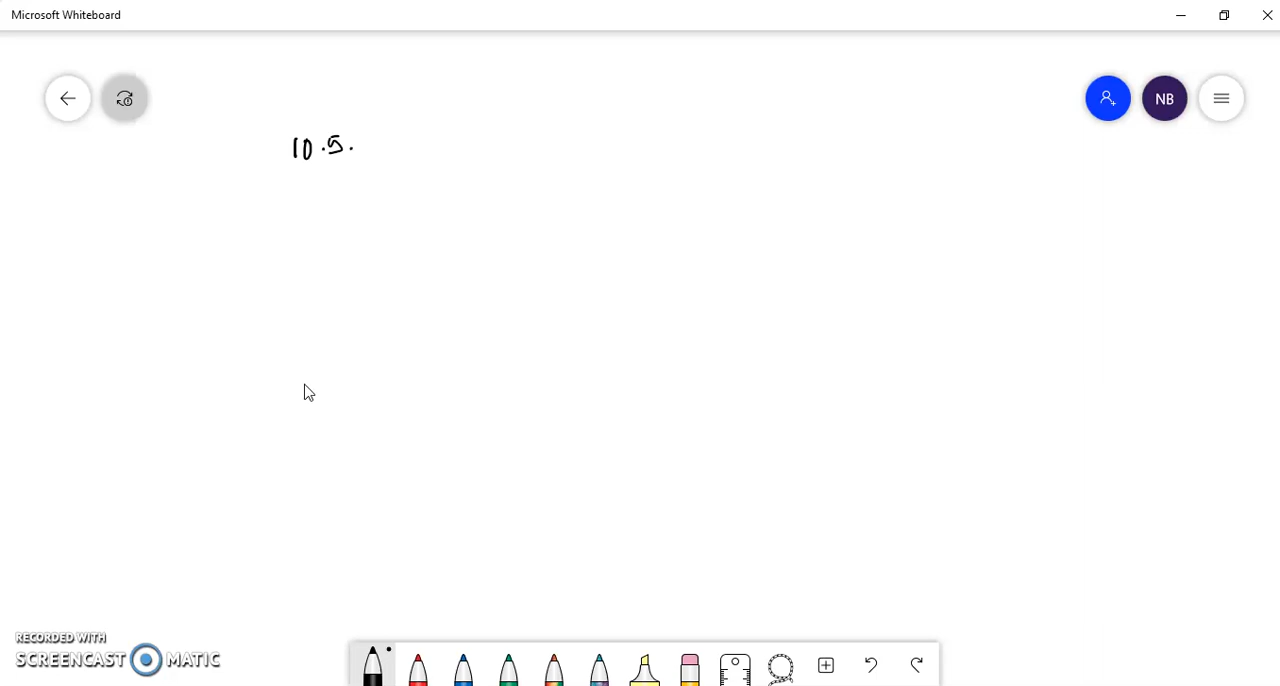 Microsoft Whiteboard
NB
10.5.
RECORDED WITH
SCREENCAST MATIC